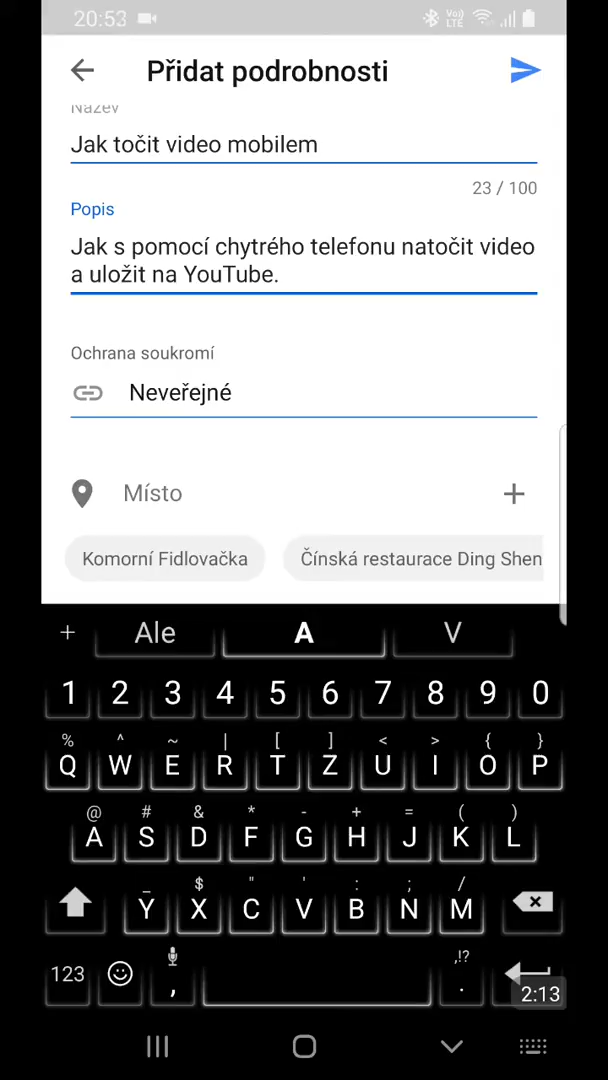 20:53
Vo)) LTE
Přidat podrobnosti
Název
Jak točit video mobilem
23 / 100
Popis
Jak s pomocí chytrého telefonu natočit video
a uložit na YouTube.
Ochrana soukromí
Neveřejné
Místo +
Komorní Fidlovačka Čínská restaurace Ding Shen
+ Ale A V
1 2 3 4 5 6 7 8 9 0
% ^ ~ | [ ] < > { }
Q W E R T Z U I O P
@ # & * - + = ( )
A S D F G H J K L
_ $ " ' : ; /
Y X C V B N M
,!?
123 , .
2:13